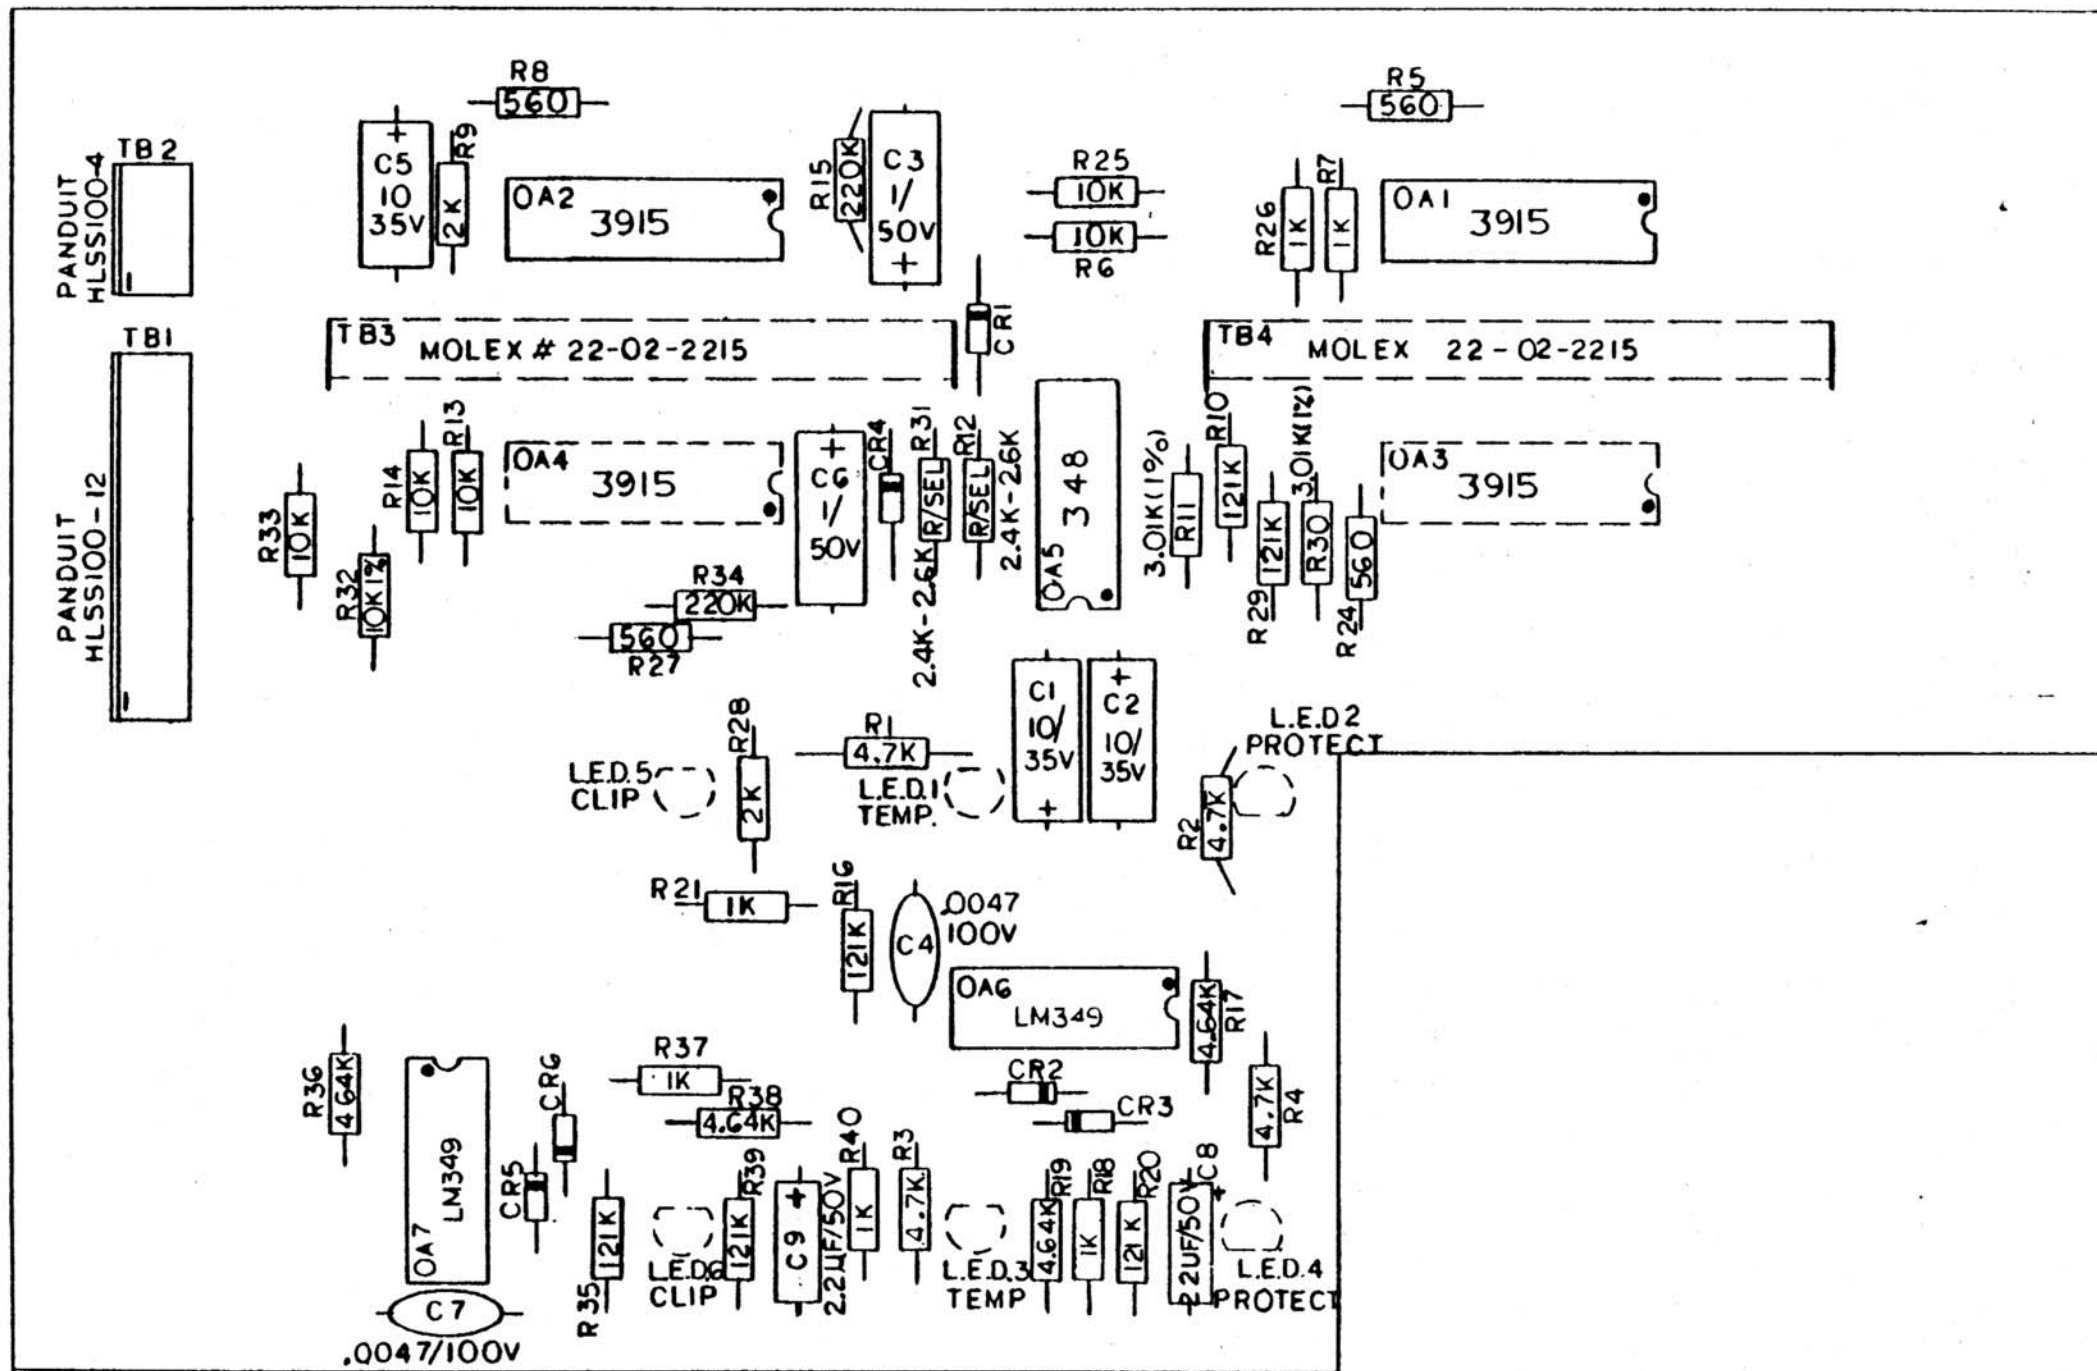 R8
560
R5
560
TB2
PANDUIT
HLSS100-4
C5
10
35V
+
R9
2K
OA2
3915
R15
220K
C3
1/
50V
+
R25
10K
10K
R6
R26
1K
R7
1K
OA1
3915
TB1
PANDUIT
HLSS100-12
TB3
MOLEX # 22-02-2215
CR1
TB4
MOLEX 22-02-2215
R33
10K
R32
10K 1%
R14
10K
R13
10K
OA4
3915
+
C6
1/
50V
CR4
R31
R/SEL
2.4K-2.6K
R12
R/SEL
2.4K-2.6K
OA5
348
3.01K(1%)
R11
R10
121K
R29
121K
3.01K(1%)
R30
R24
560
OA3
3915
R34
220K
560
R27
C1
10/
35V
+
+
C2
10/
35V
L.E.D2
PROTECT
R28
2K
L.E.D.5
CLIP
R1
4.7K
L.E.D.1
TEMP.
R2
4.7K
R21
1K
R16
121K
C4
.0047
100V
OA6
LM349
R17
4.64K
R36
4.64K
OA7
LM349
CR6
CR5
R37
1K
R38
4.64K
CR2
CR3
R4
4.7K
R35
121K
L.E.D.6
CLIP
R39
121K
+
C9
2.2UF/50V
R40
1K
R3
4.7K
L.E.D.3
TEMP
R19
4.64K
R18
1K
R20
121K
C8
+
2.2UF/50V
L.E.D.4
PROTECT
C7
.0047/100V